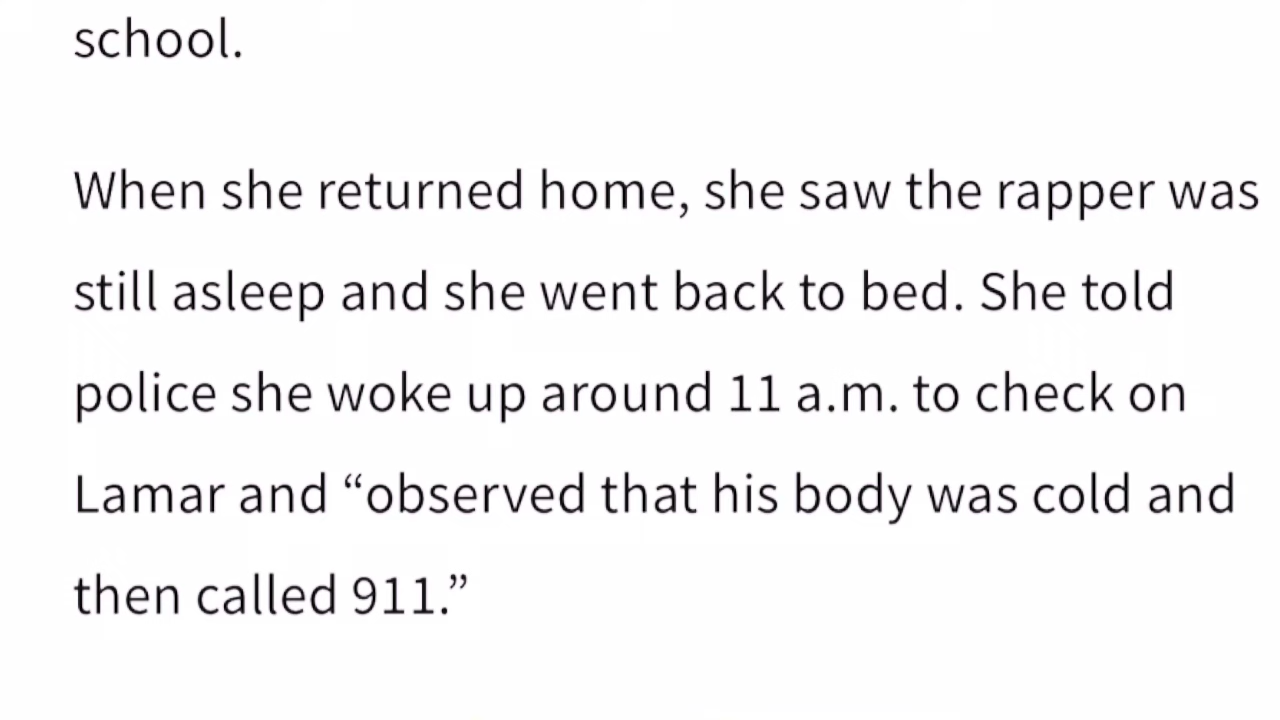 school.
When she returned home, she saw the rapper was
still asleep and she went back to bed. She told
police she woke up around 11 a.m. to check on
Lamar and “observed that his body was cold and
then called 911.”